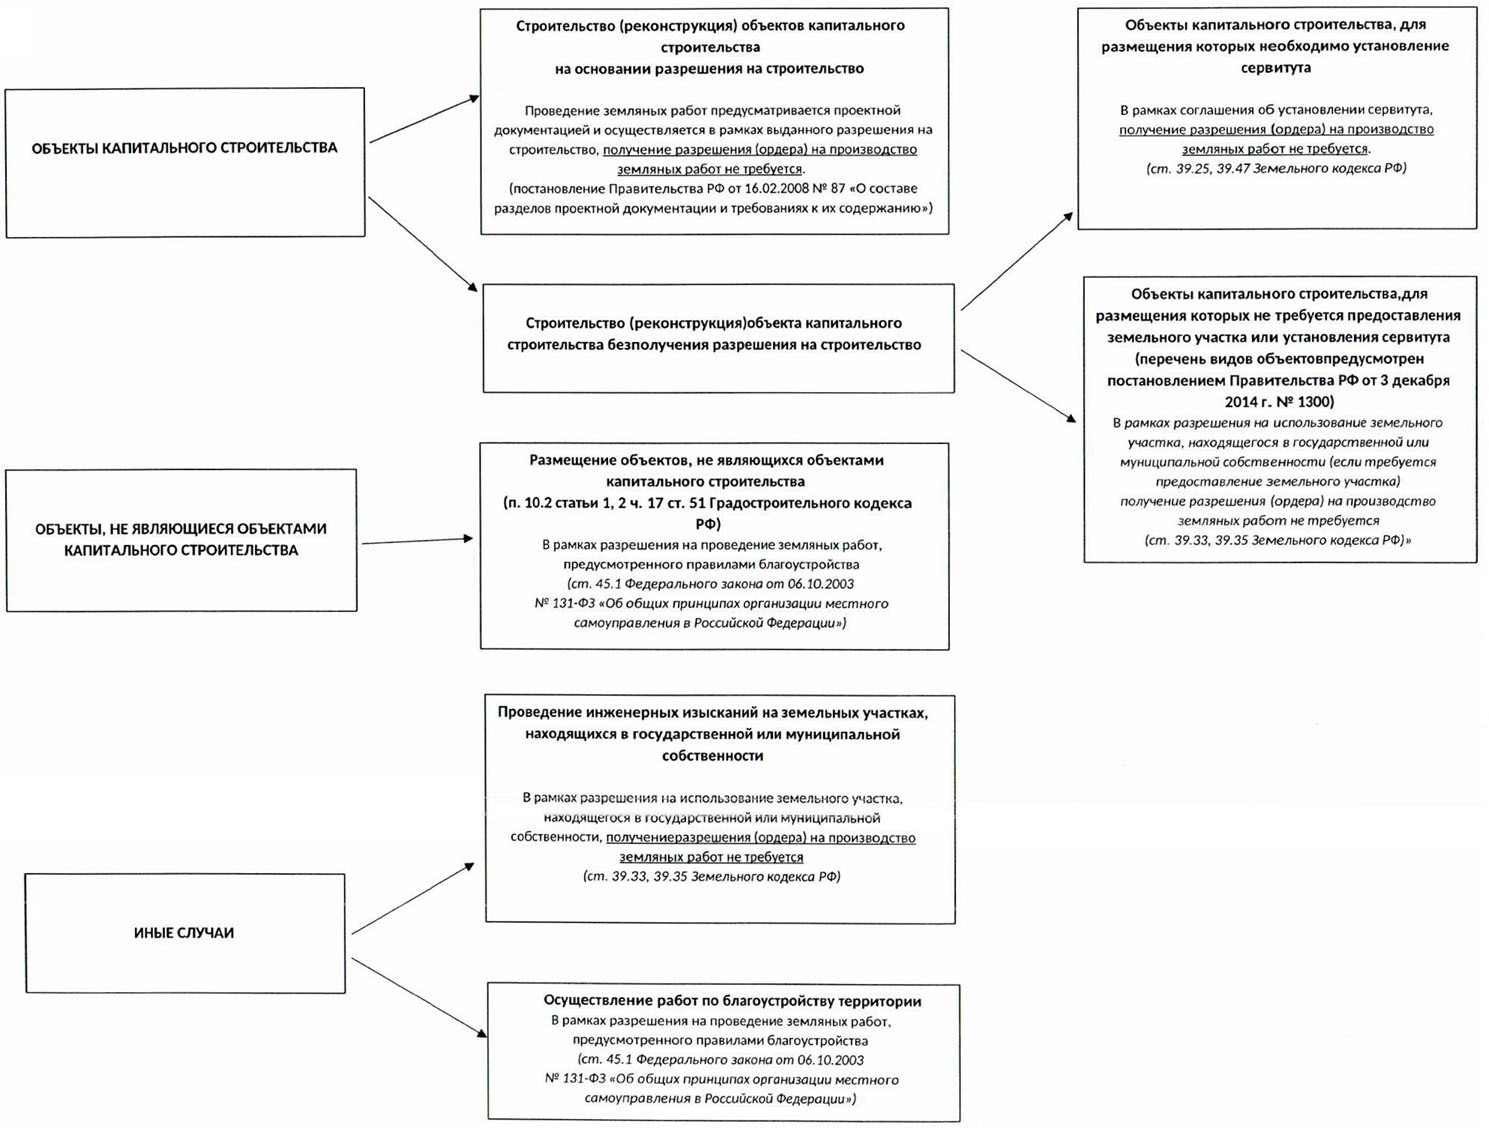 ОБЪЕКТЫ КАПИТАЛЬНОГО СТРОИТЕЛЬСТВА
Строительство (реконструкция) объектов капитального
строительства
на основании разрешения на строительство
Проведение земляных работ предусматривается проектной
документацией и осуществляется в рамках выданного разрешения на
строительство, получение разрешения (ордера) на производство
земляных работ не требуется.
(постановление Правительства РФ от 16.02.2008 № 87 «О составе
разделов проектной документации и требованиях к их содержанию»)
Строительство (реконструкция)объекта капитального
строительства безполучения разрешения на строительство
Объекты капитального строительства, для
размещения которых необходимо установление
сервитута
В рамках соглашения об установлении сервитута,
получение разрешения (ордера) на производство
земляных работ не требуется.
(ст. 39.25, 39.47 Земельного кодекса РФ)
Объекты капитального строительства,для
размещения которых не требуется предоставления
земельного участка или установления сервитута
(перечень видов объектовпредусмотрен
постановлением Правительства РФ от 3 декабря
2014 г. № 1300)
В рамках разрешения на использование земельного
участка, находящегося в государственной или
муниципальной собственности (если требуется
предоставление земельного участка)
получение разрешения (ордера) на производство
земляных работ не требуется
(ст. 39.33, 39.35 Земельного кодекса РФ)»
ОБЪЕКТЫ, НЕ ЯВЛЯЮЩИЕСЯ ОБЪЕКТАМИ
КАПИТАЛЬНОГО СТРОИТЕЛЬСТВА
Размещение объектов, не являющихся объектами
капитального строительства
(п. 10.2 статьи 1, 2 ч. 17 ст. 51 Градостроительного кодекса
РФ)
В рамках разрешения на проведение земляных работ,
предусмотренного правилами благоустройства
(ст. 45.1 Федерального закона от 06.10.2003
№ 131-ФЗ «Об общих принципах организации местного
самоуправления в Российской Федерации»)
ИНЫЕ СЛУЧАИ
Проведение инженерных изысканий на земельных участках,
находящихся в государственной или муниципальной
собственности
В рамках разрешения на использование земельного участка,
находящегося в государственной или муниципальной
собственности, получениеразрешения (ордера) на производство
земляных работ не требуется
(ст. 39.33, 39.35 Земельного кодекса РФ)
Осуществление работ по благоустройству территории
В рамках разрешения на проведение земляных работ,
предусмотренного правилами благоустройства
(ст. 45.1 Федерального закона от 06.10.2003
№ 131-ФЗ «Об общих принципах организации местного
самоуправления в Российской Федерации»)